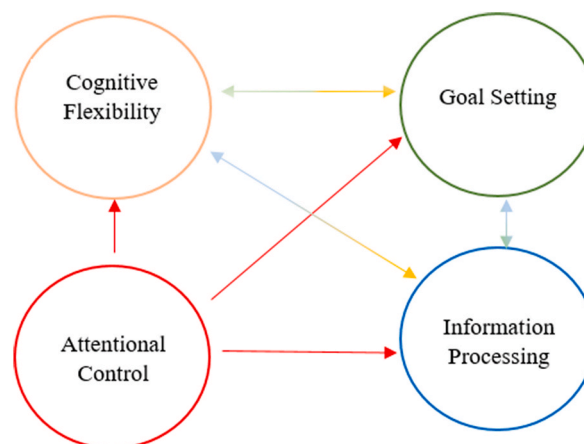 Cognitive
Flexibility
Goal Setting
Attentional
Control
Information
Processing